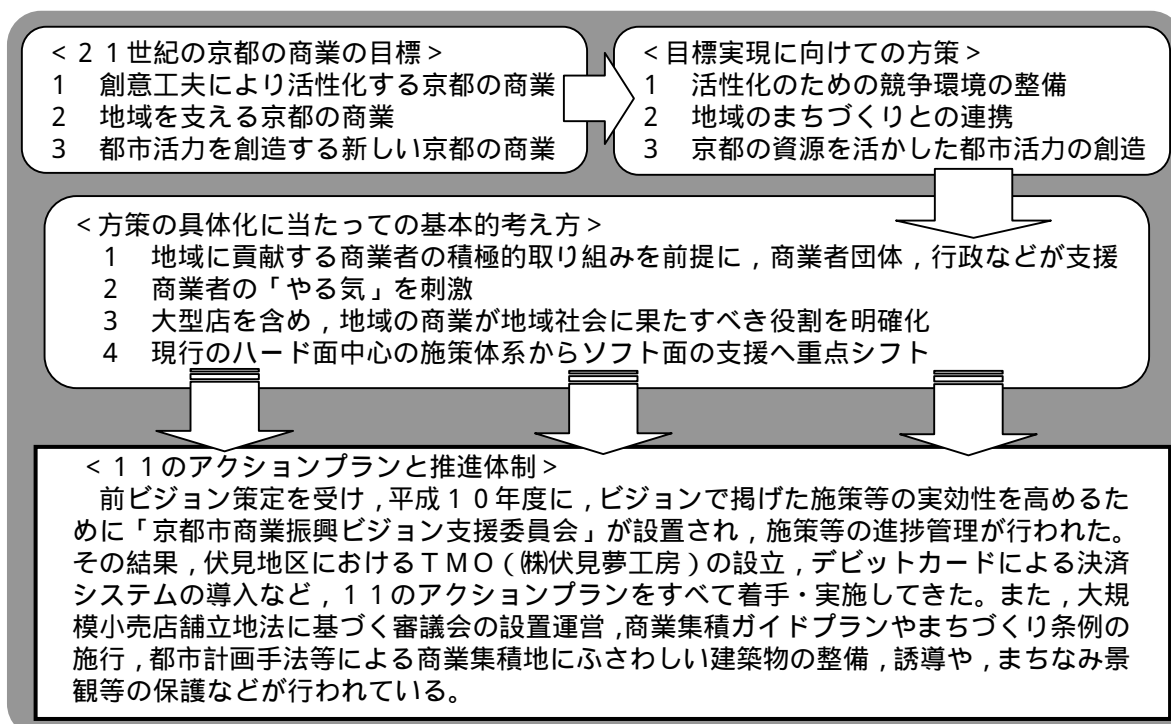 ＜２１世紀の京都の商業の目標＞
1　創意工夫により活性化する京都の商業
2　地域を支える京都の商業
3　都市活力を創造する新しい京都の商業
＜目標実現に向けての方策＞
1　活性化のための競争環境の整備
2　地域のまちづくりとの連携
3　京都の資源を活かした都市活力の創造
＜方策の具体化に当たっての基本的考え方＞
1　地域に貢献する商業者の積極的取り組みを前提に，商業者団体，行政などが支援
2　商業者の「やる気」を刺激
3　大型店を含め，地域の商業が地域社会に果たすべき役割を明確化
4　現行のハード面中心の施策体系からソフト面の支援へ重点シフト
＜１１のアクションプランと推進体制＞
　前ビジョン策定を受け，平成１０年度に，ビジョンで掲げた施策等の実効性を高めるた
めに「京都市商業振興ビジョン支援委員会」が設置され，施策等の進捗管理が行われた。
その結果，伏見地区におけるＴＭＯ（㈱伏見夢工房）の設立，デビットカードによる決済
システムの導入など，１１のアクションプランをすべて着手・実施してきた。また，大規
模小売店舗立地法に基づく審議会の設置運営，商業集積ガイドプランやまちづくり条例の
施行，都市計画手法等による商業集積地にふさわしい建築物の整備，誘導や，まちなみ景
観等の保護などが行われている。